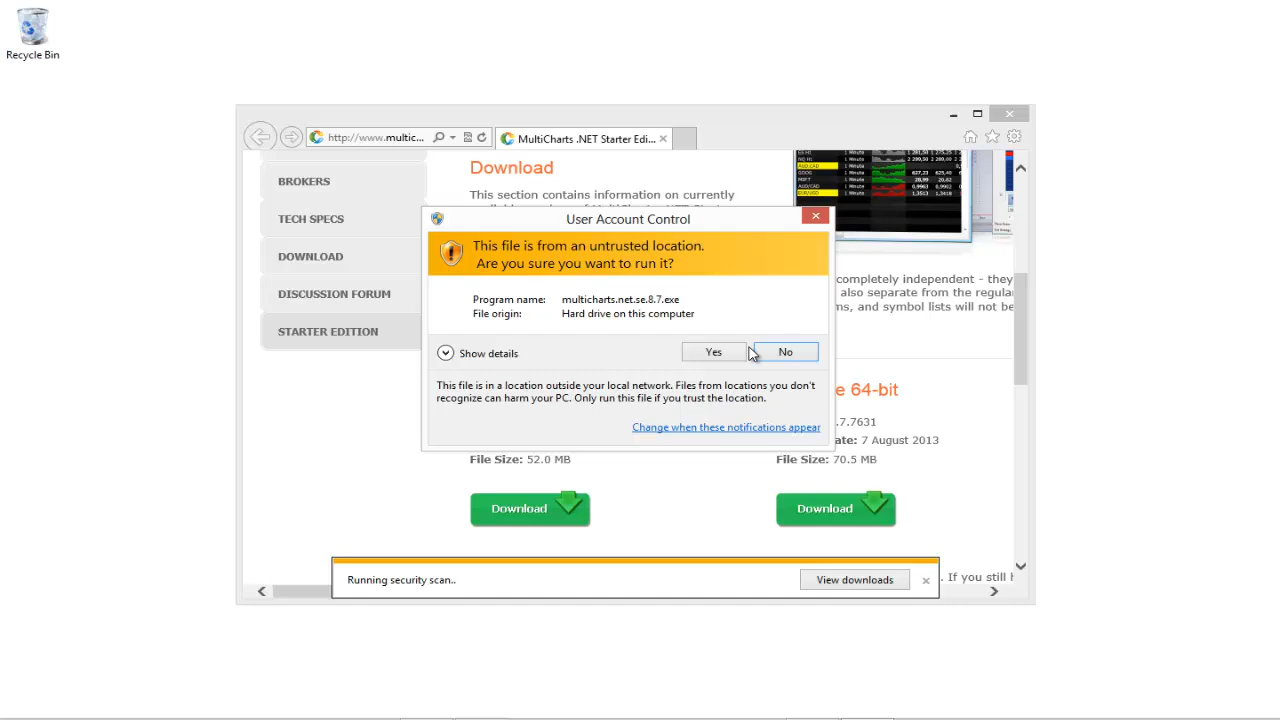 Recycle Bin
http://www.multic...
MultiCharts .NET Starter Edi...
BROKERS
TECH SPECS
DOWNLOAD
DISCUSSION FORUM
STARTER EDITION
Download
This section contains information on currently
User Account Control
This file is from an untrusted location.
Are you sure you want to run it?
Program name: multicharts.net.se.8.7.exe
File origin: Hard drive on this computer
Show details
Yes
No
This file is in a location outside your local network. Files from locations you don't
recognize can harm your PC. Only run this file if you trust the location.
Change when these notifications appear
completely independent - they
also separate from the regular
ms, and symbol lists will not be
e 64-bit
.7.7631
ate: 7 August 2013
File Size: 52.0 MB
File Size: 70.5 MB
Download
Download
. If you still h
Running security scan..
View downloads